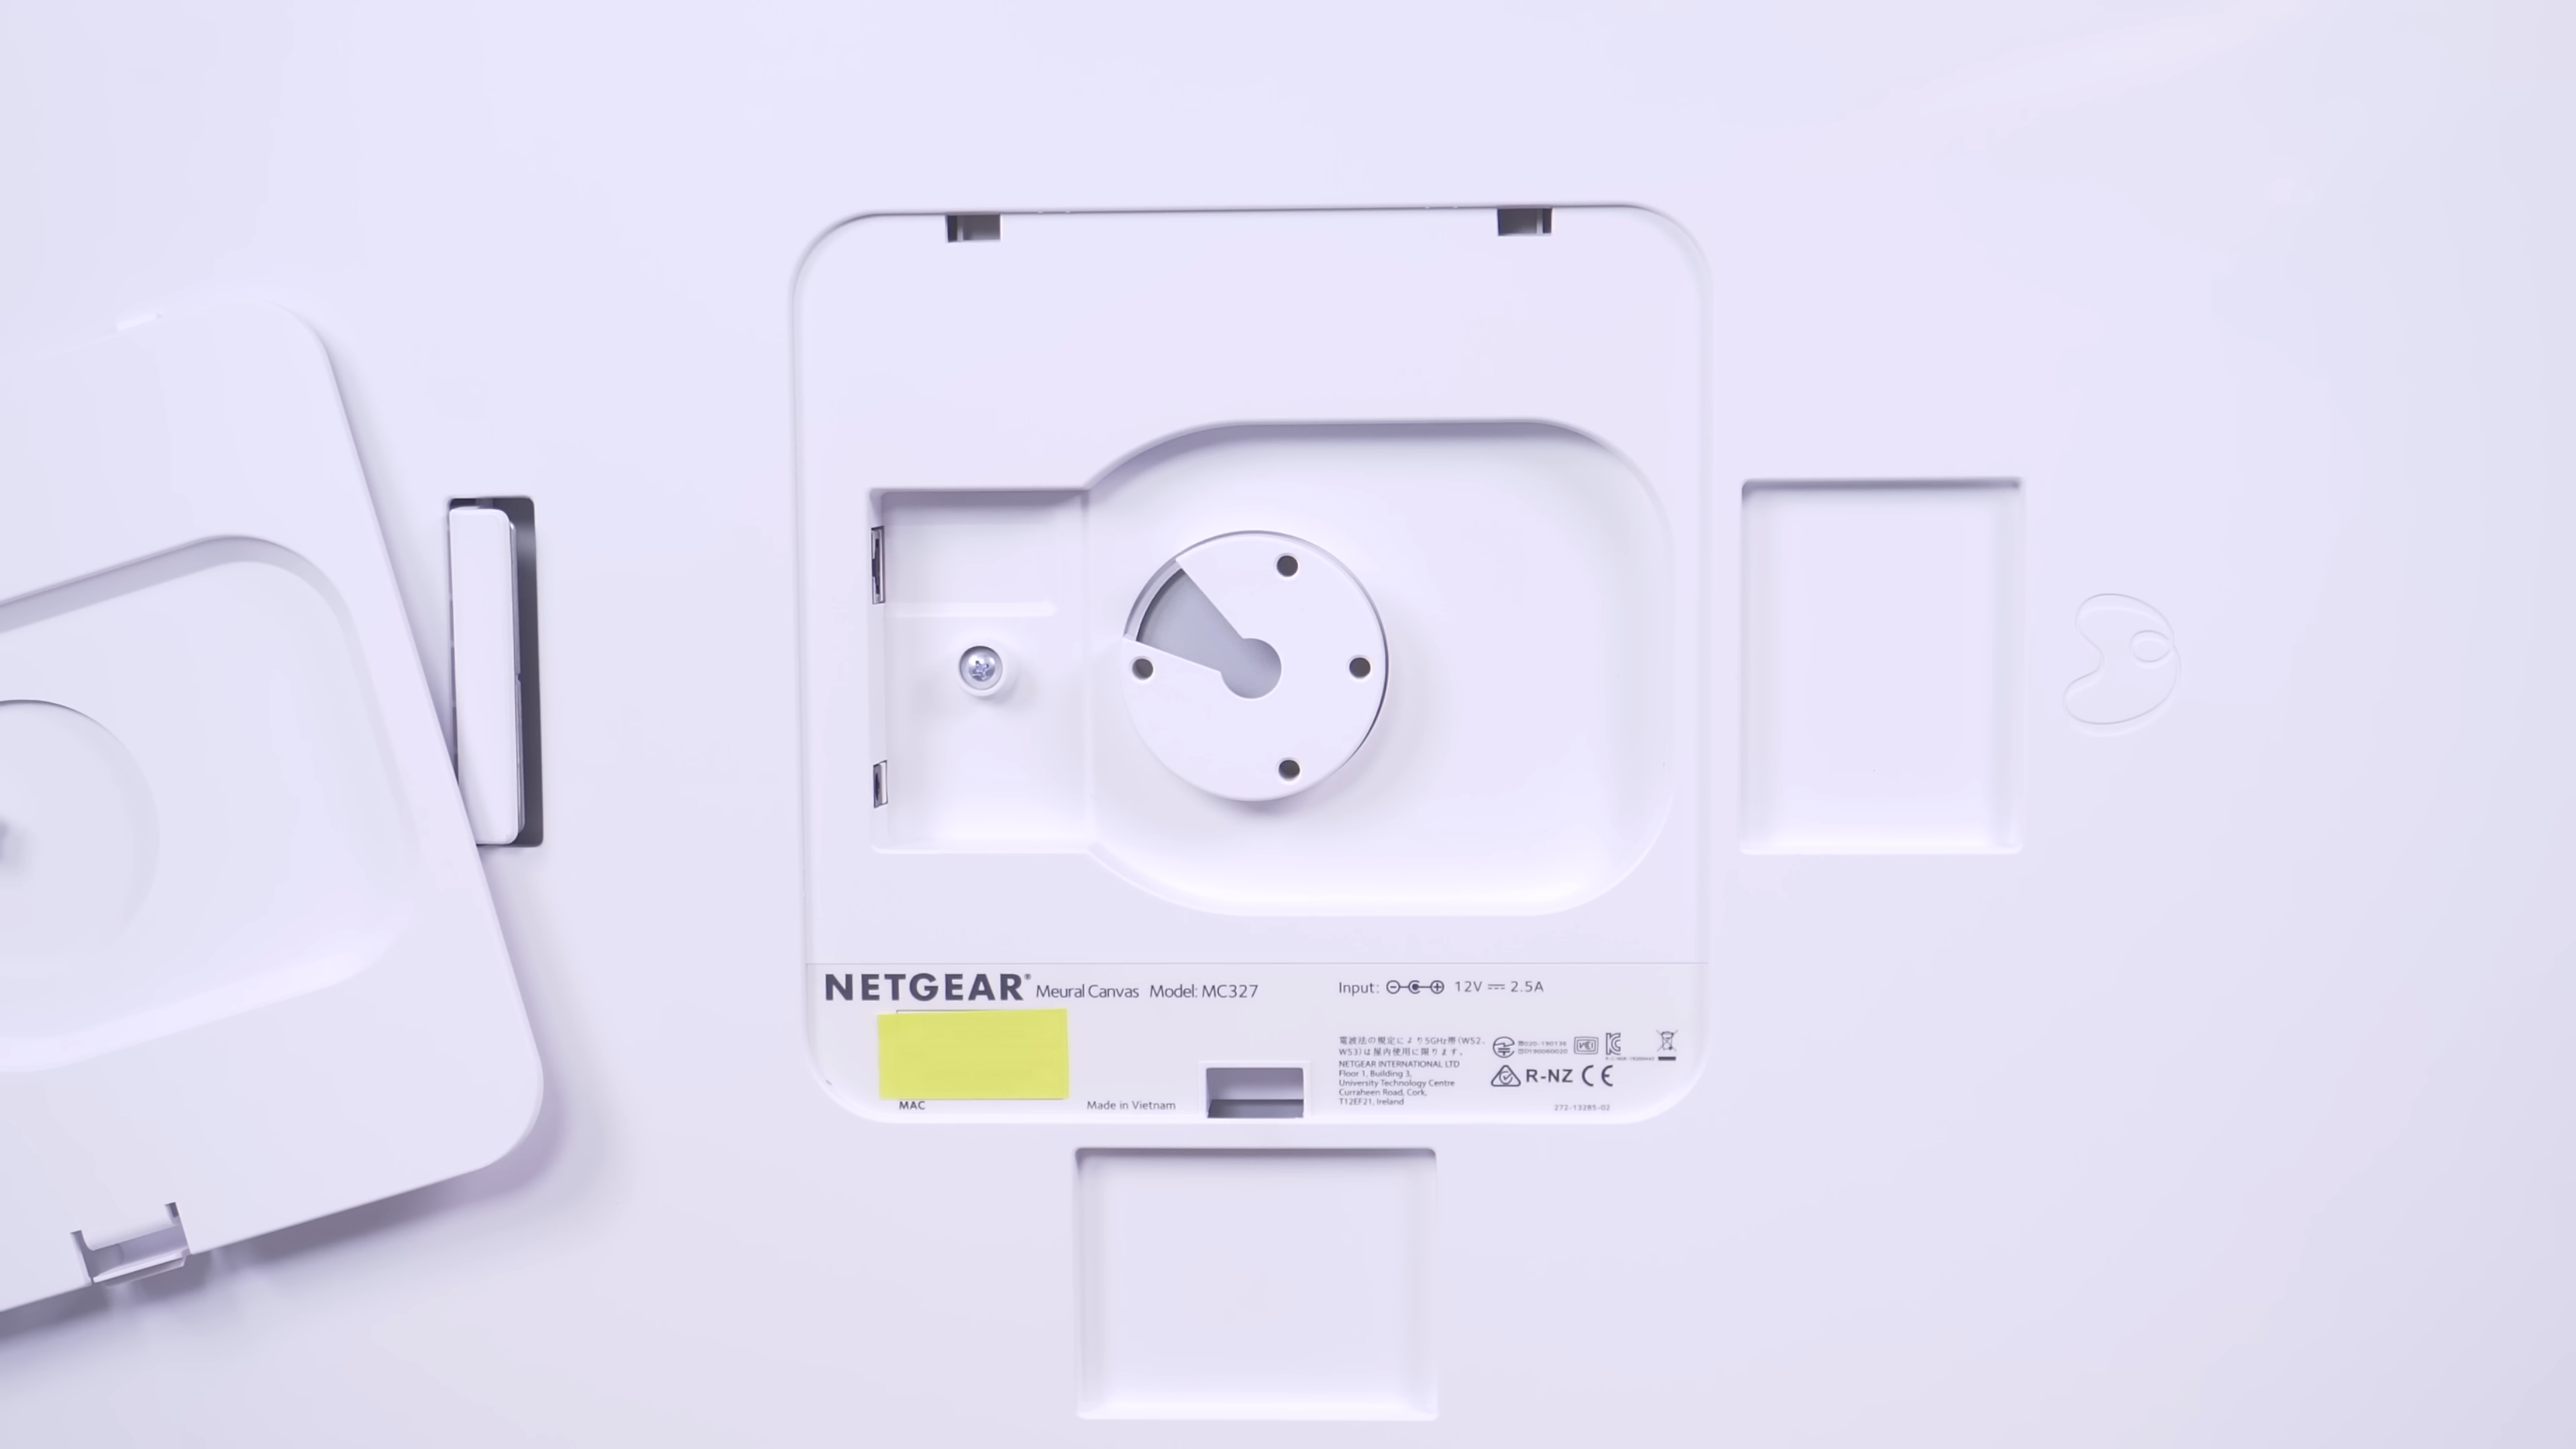 NETGEAR® Meural Canvas Model: MC327
Input: 12V 2.5A
電波法の規定により5GHz帯(W52、
W53)は屋内使用に限ります。
NETGEAR INTERNATIONAL LTD
Floor 1, Building 3,
University Technology Centre
Curraheen Road, Cork,
T12EF21, Ireland
R-NZ CE
MAC
Made in Vietnam
272-13285-02